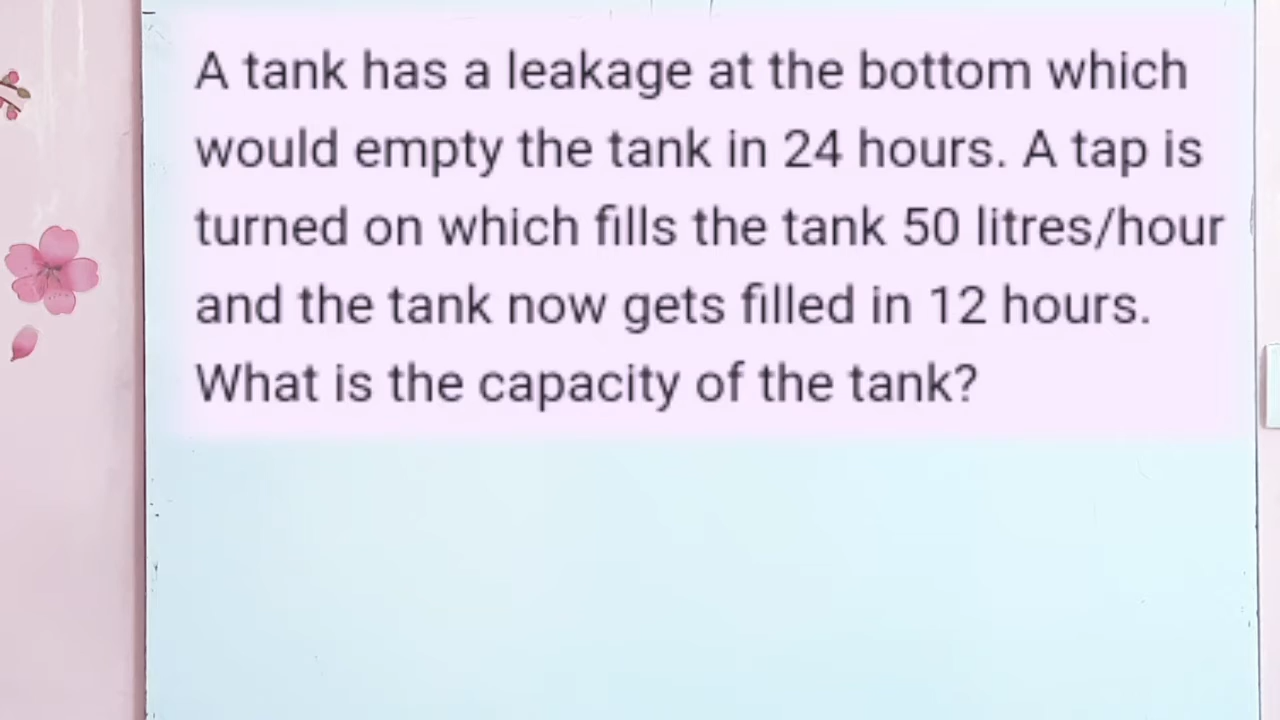 A tank has a leakage at the bottom which
would empty the tank in 24 hours. A tap is
turned on which fills the tank 50 litres/hour
and the tank now gets filled in 12 hours.
What is the capacity of the tank?